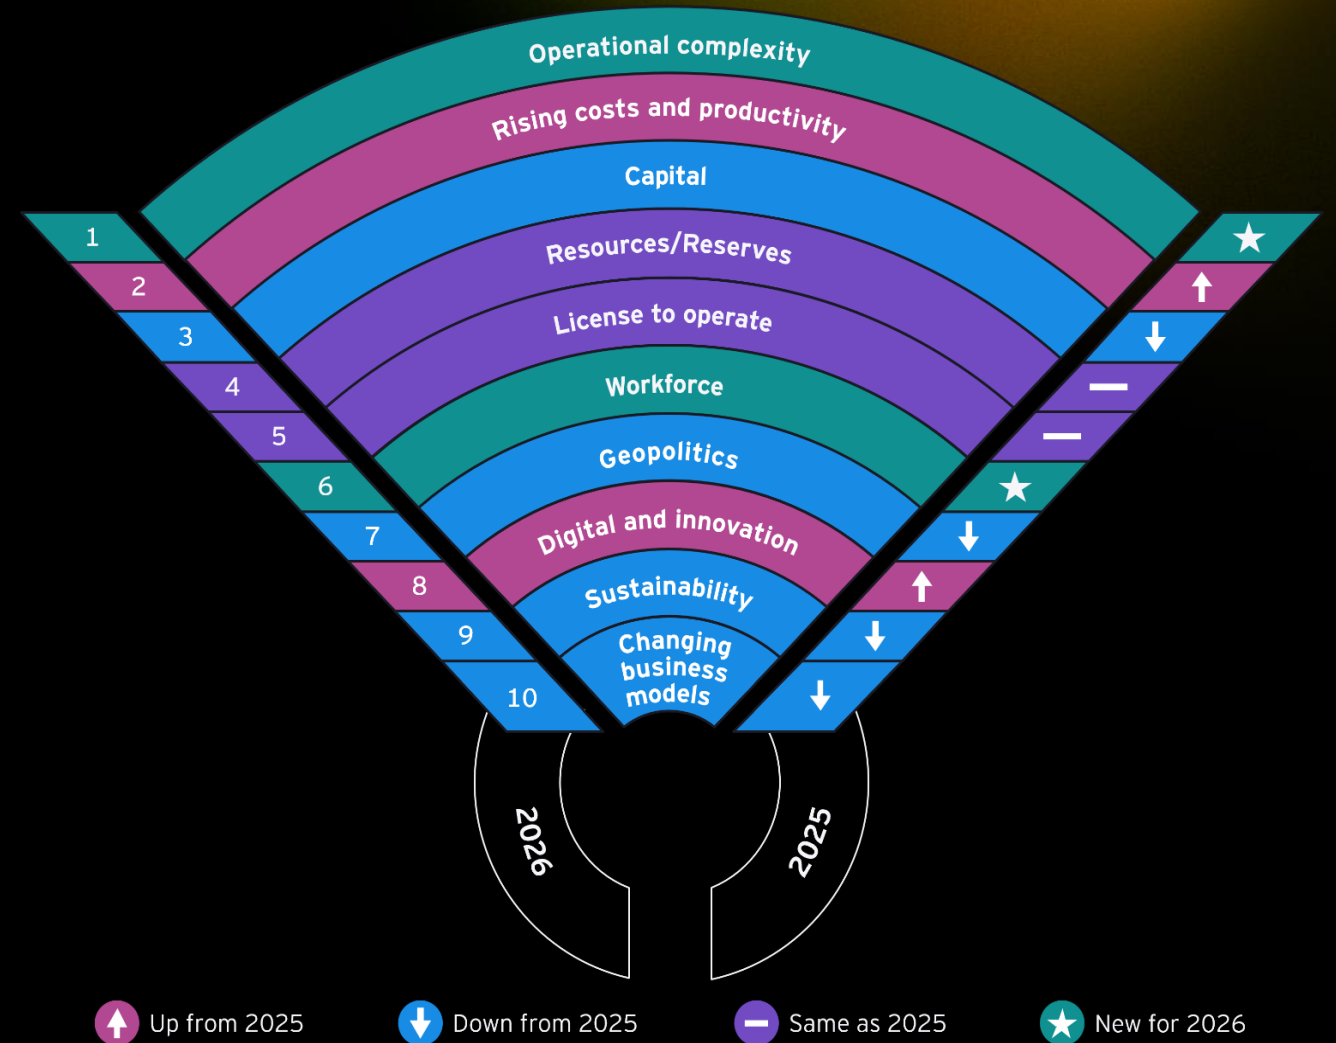 Operational complexity
Rising costs and productivity
Capital
Resources/Reserves
License to operate
Workforce
Geopolitics
Digital and innovation
Sustainability
Changing
business
models
1
2
3
4
5
6
7
8
9
10
2026
2025
Up from 2025
Down from 2025
Same as 2025
New for 2026